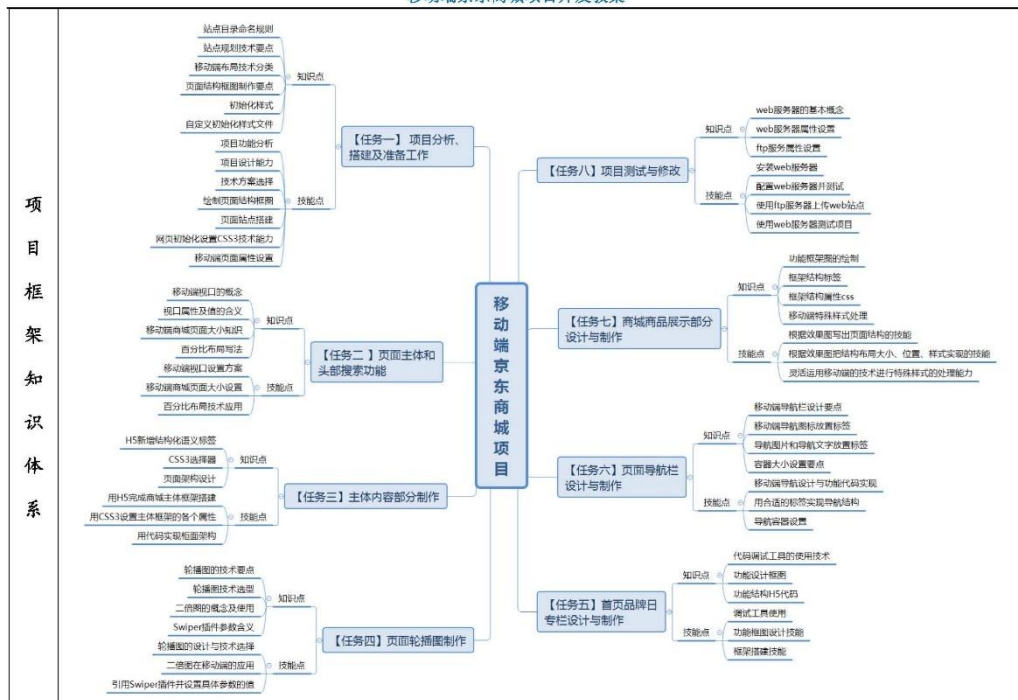 移动端京东商城项目开发教案
项目框架知识体系
移动端京东商城项目
【任务一】 项目分析、
搭建及准备工作
知识点
站点目录命名规则
站点规划技术要点
移动端布局技术分类
页面结构框图制作要点
初始化样式
自定义初始化样式文件
技能点
项目功能分析
项目设计能力
技术方案选择
绘制页面结构框图
页面站点搭建
网页初始化设置CSS3技术能力
移动端页面属性设置
【任务二 】页面主体和
头部搜索功能
知识点
移动端视口的概念
视口属性及值的含义
移动端商城页面大小知识
百分比布局写法
技能点
移动端视口设置方案
移动端商城页面大小设置
百分比布局技术应用
【任务三】主体内容部分制作
知识点
H5新增结构化语义标签
CSS3选择器
页面架构设计
技能点
用H5完成商城主体框架搭建
用CSS3设置主体框架的各个属性
用代码实现柜面架构
【任务四】页面轮播图制作
知识点
轮播图的技术要点
轮播图技术选型
二倍图的概念及使用
Swiper插件参数含义
技能点
轮播图的设计与技术选择
二倍图在移动端的应用
引用Swiper插件并设置具体参数的值
【任务八】项目测试与修改
知识点
web服务器的基本概念
web服务器属性设置
ftp服务属性设置
技能点
安装web服务器
配置web服务器并测试
使用ftp服务器上传web站点
使用web服务器测试项目
【任务七】商城商品展示部分
设计与制作
知识点
功能框架图的绘制
框架结构标签
框架结构属性css
移动端特殊样式处理
技能点
根据效果图写出页面结构的技能
根据效果图把结构布局大小、位置、样式实现的技能
灵活运用移动端的技术进行特殊样式的处理能力
【任务六】页面导航栏
设计与制作
知识点
移动端导航栏设计要点
移动端导航图标放置标签
导航图片和导航文字放置标签
容器大小设置要点
技能点
移动端导航设计与功能代码实现
用合适的标签实现导航结构
导航容器设置
【任务五】首页品牌日
专栏设计与制作
知识点
代码调试工具的使用技术
功能设计框图
功能结构H5代码
技能点
调试工具使用
功能框图设计技能
框架搭建技能